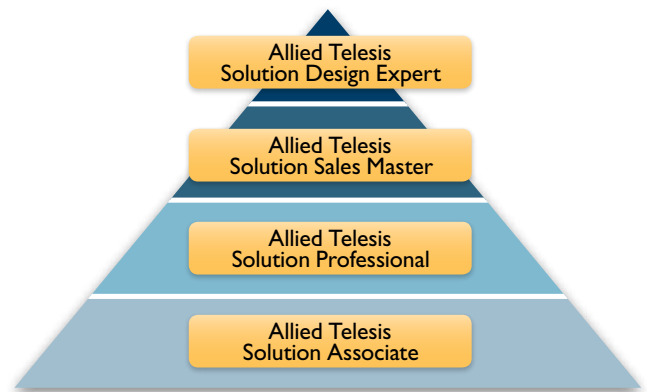 Allied Telesis
Solution Design Expert
Allied Telesis
Solution Sales Master
Allied Telesis
Solution Professional
Allied Telesis
Solution Associate